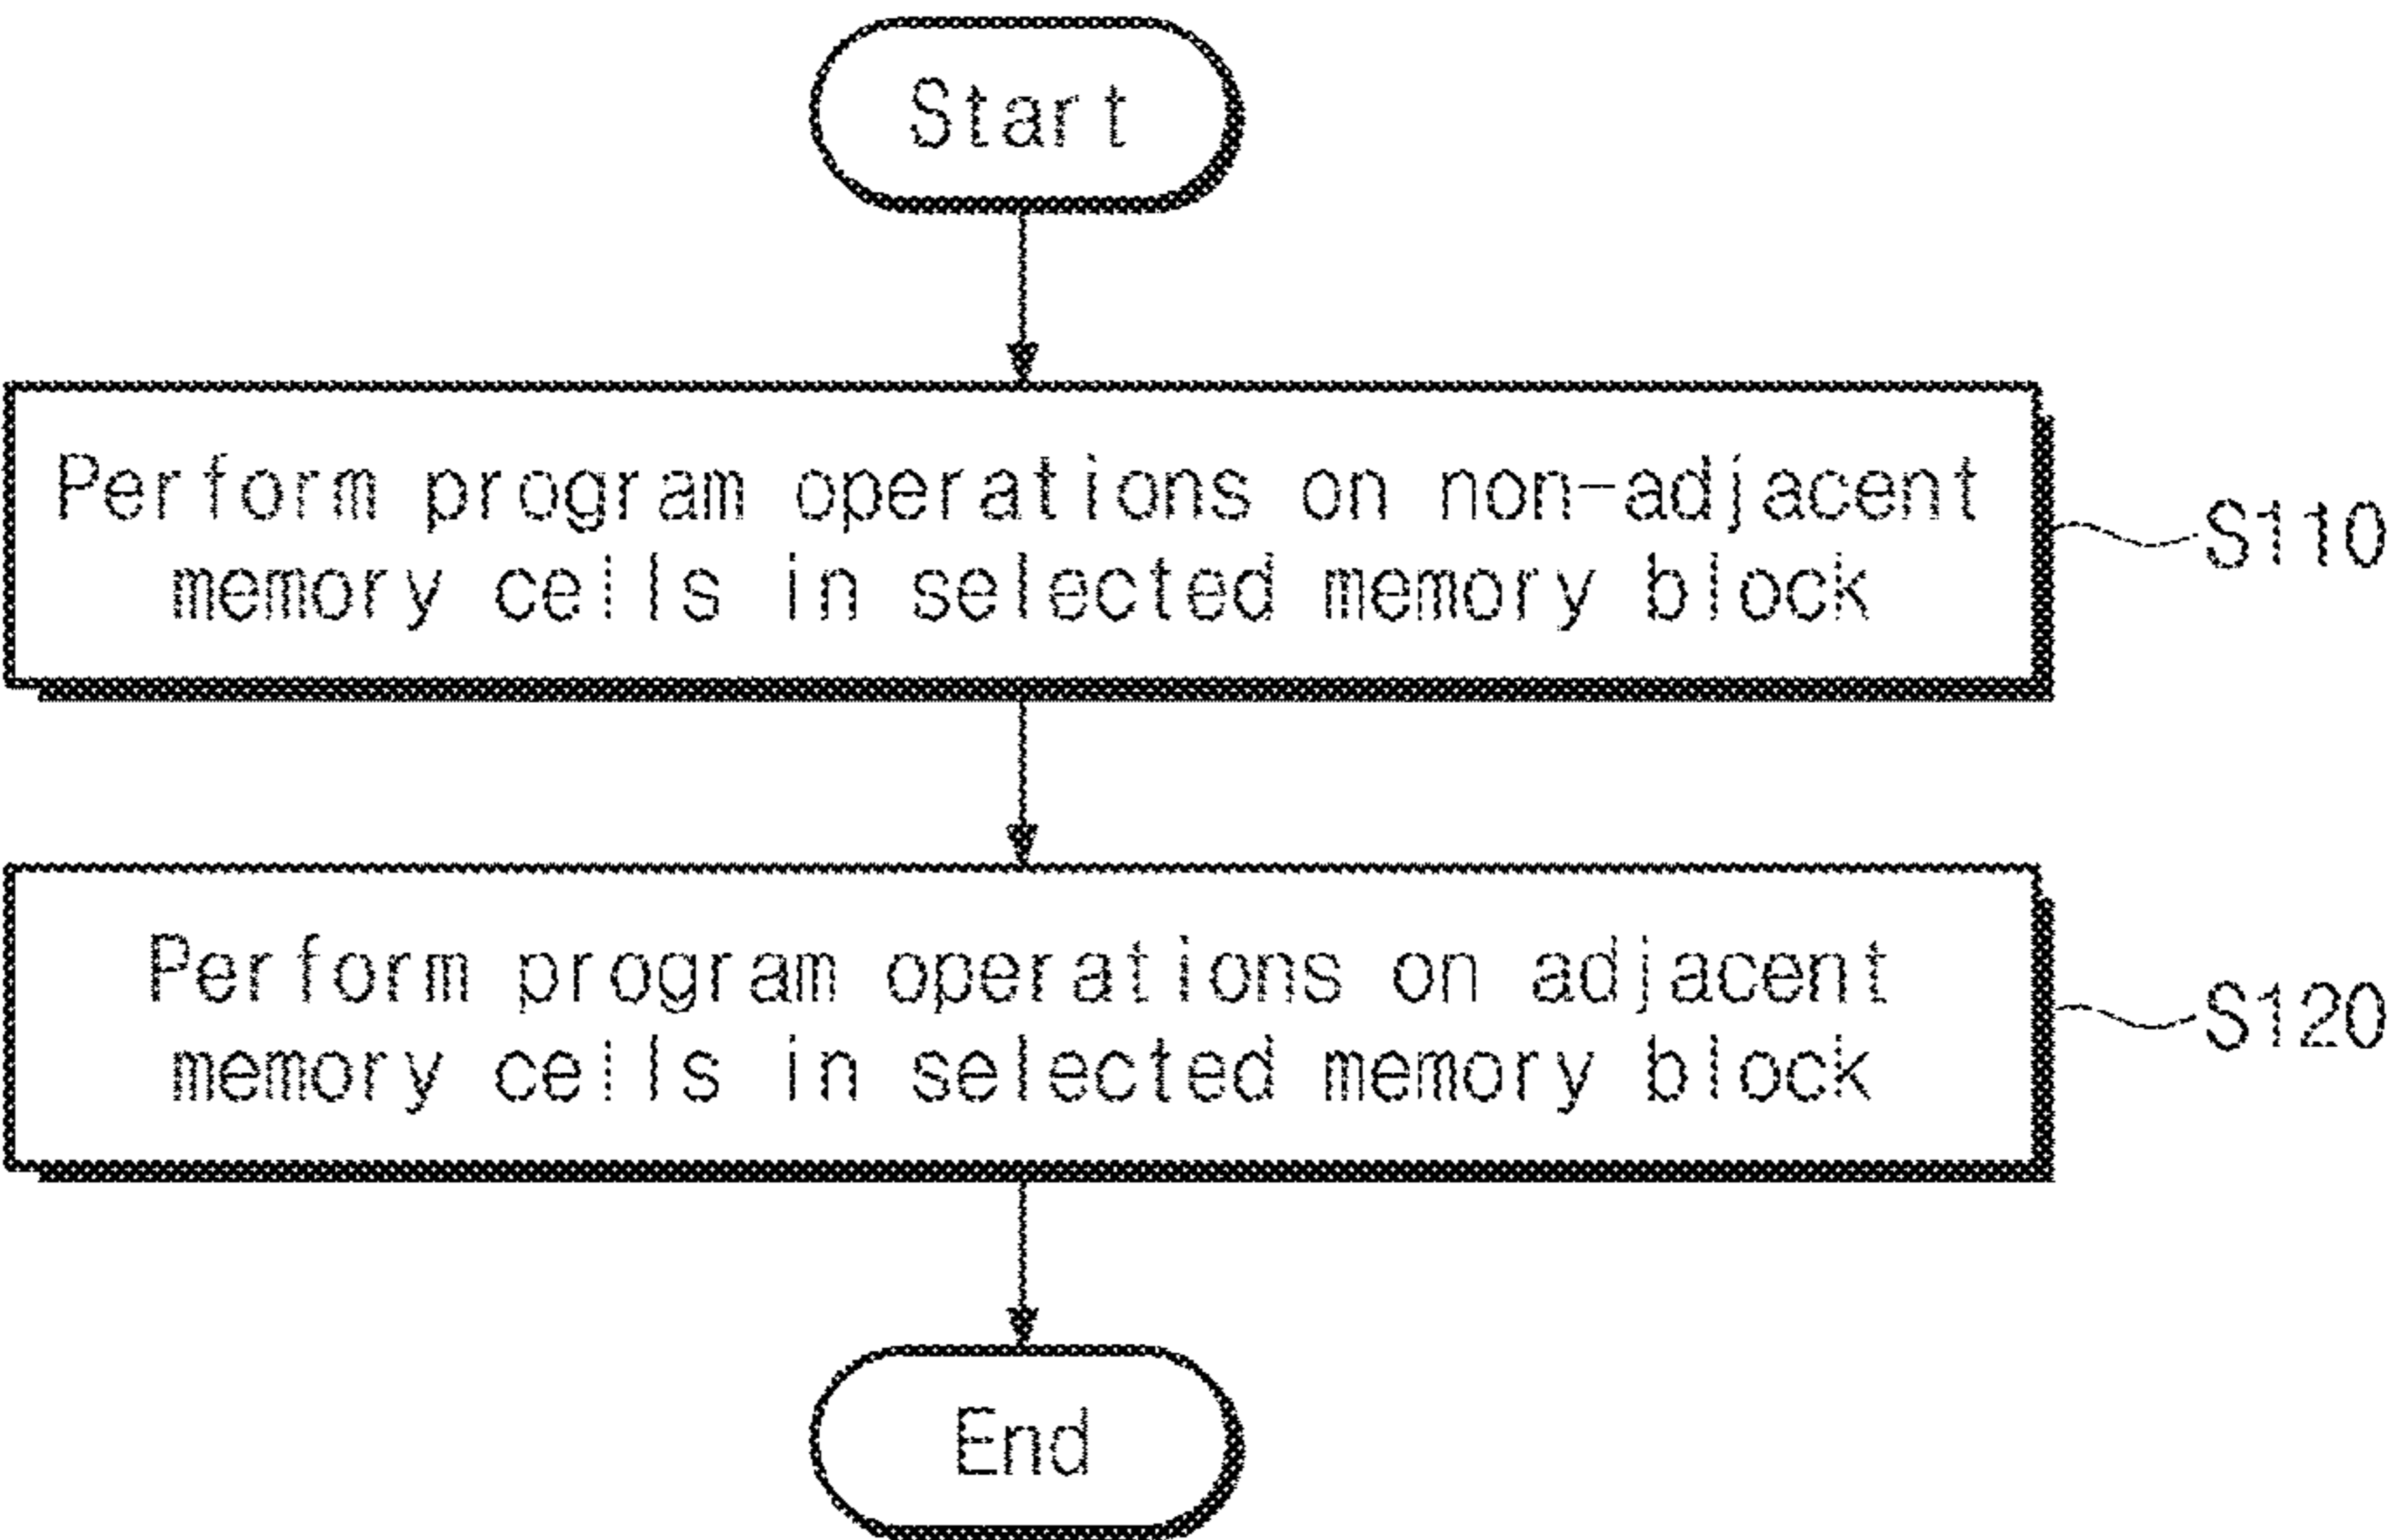 Start
Perform program operations on non-adjacent
memory cells in selected memory block
S110
Perform program operations on adjacent
memory cells in selected memory block
S120
End